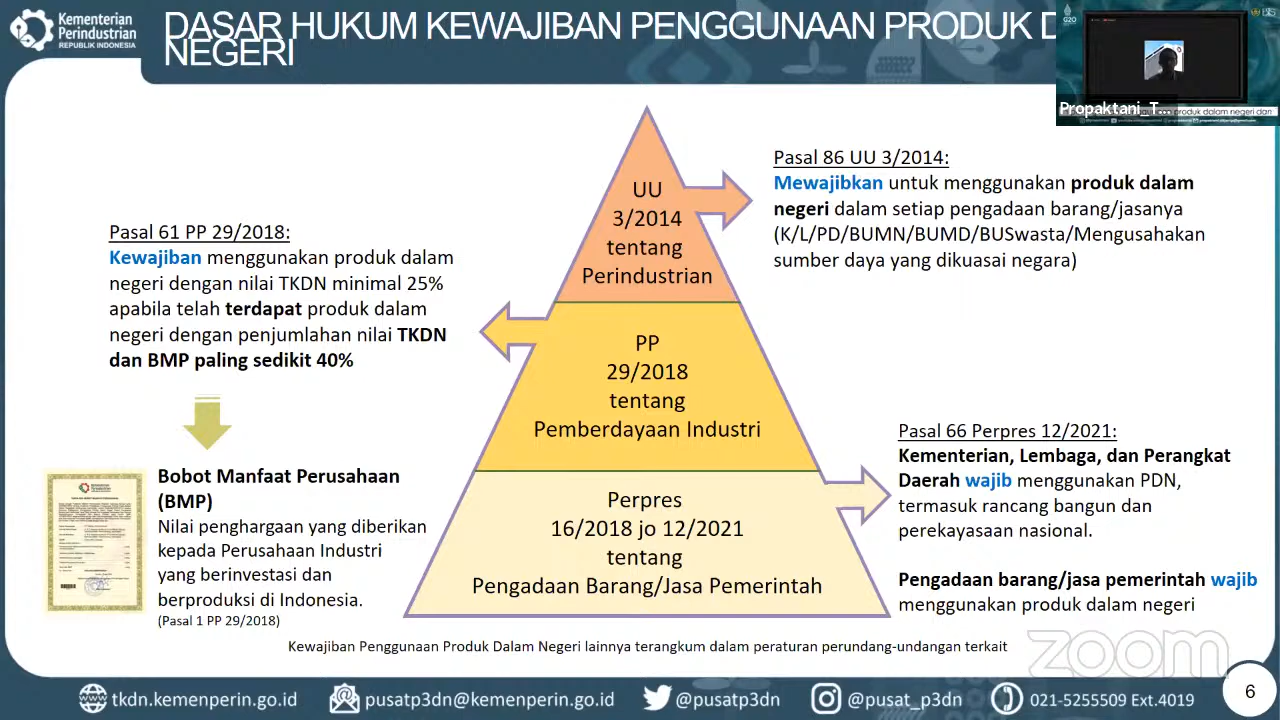 Kementerian
Perindustrian
REPUBLIK INDONESIA
DASAR HUKUM KEWAJIBAN PENGGUNAAN PRODUK D
NEGERI
G20
Propaktani_T...
produk dalam negeri dan
UU
3/2014
tentang
Perindustrian
Pasal 86 UU 3/2014:
Mewajibkan untuk menggunakan produk dalam
negeri dalam setiap pengadaan barang/jasanya
(K/L/PD/BUMN/BUMD/BUSwasta/Mengusahakan
sumber daya yang dikuasai negara)
Pasal 61 PP 29/2018:
Kewajiban menggunakan produk dalam
negeri dengan nilai TKDN minimal 25%
apabila telah terdapat produk dalam
negeri dengan penjumlahan nilai TKDN
dan BMP paling sedikit 40%
PP
29/2018
tentang
Pemberdayaan Industri
Bobot Manfaat Perusahaan
(BMP)
Nilai penghargaan yang diberikan
kepada Perusahaan Industri
yang berinvestasi dan
berproduksi di Indonesia.
(Pasal 1 PP 29/2018)
Perpres
16/2018 jo 12/2021
tentang
Pengadaan Barang/Jasa Pemerintah
Pasal 66 Perpres 12/2021:
Kementerian, Lembaga, dan Perangkat
Daerah wajib menggunakan PDN,
termasuk rancang bangun dan
perekayasaan nasional.
Pengadaan barang/jasa pemerintah wajib
menggunakan produk dalam negeri
Kewajiban Penggunaan Produk Dalam Negeri lainnya terangkum dalam peraturan perundang-undangan terkait
zoom
tkdn.kemenperin.go.id
pusatp3dn@kemenperin.go.id
@pusatp3dn
@pusat_p3dn
021-5255509 Ext.4019
6